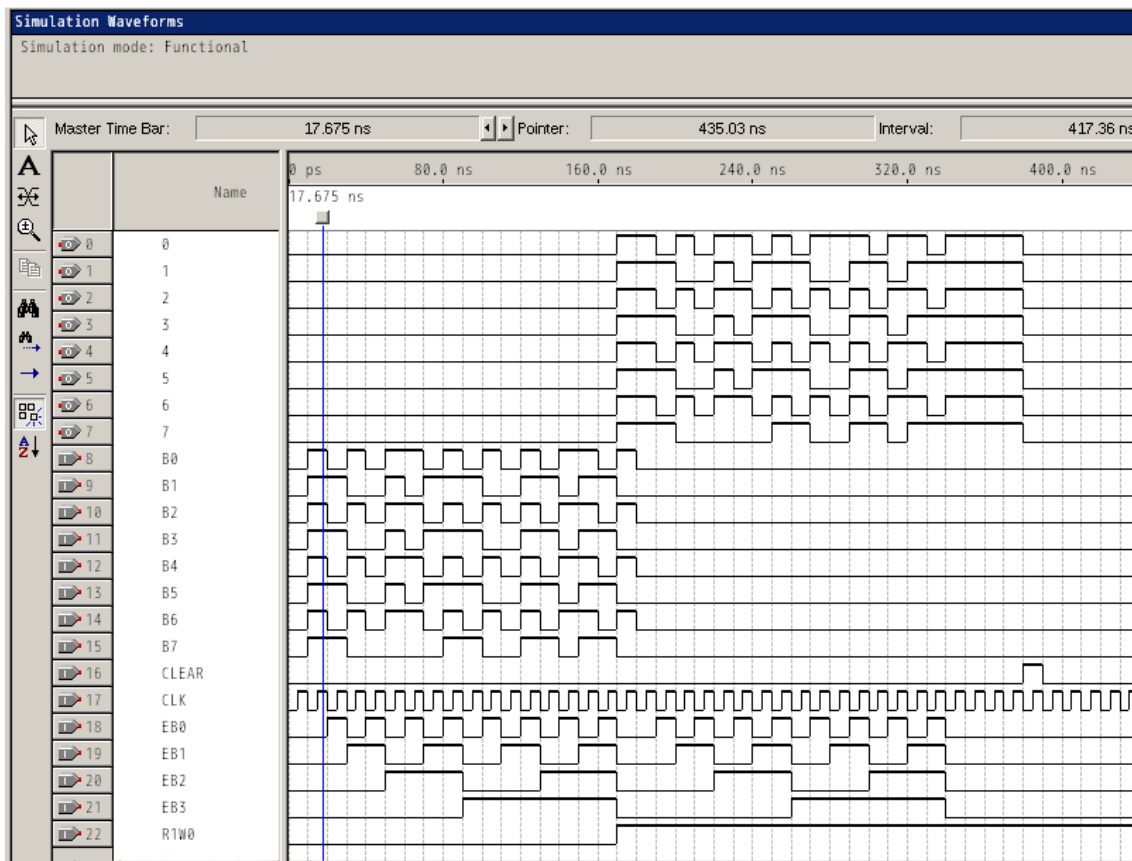 Simulation Waveforms
Simulation mode: Functional
Master Time Bar: 17.675 ns Pointer: 435.03 ns Interval: 417.36 ns
A
Name
0 ps 80.0 ns 160.0 ns 240.0 ns 320.0 ns 400.0 ns
17.675 ns
0 0
1 1
2 2
3 3
4 4
5 5
6 6
7 7
8 B0
9 B1
10 B2
11 B3
12 B4
13 B5
14 B6
15 B7
16 CLEAR
17 CLK
18 EB0
19 EB1
20 EB2
21 EB3
22 R1W0